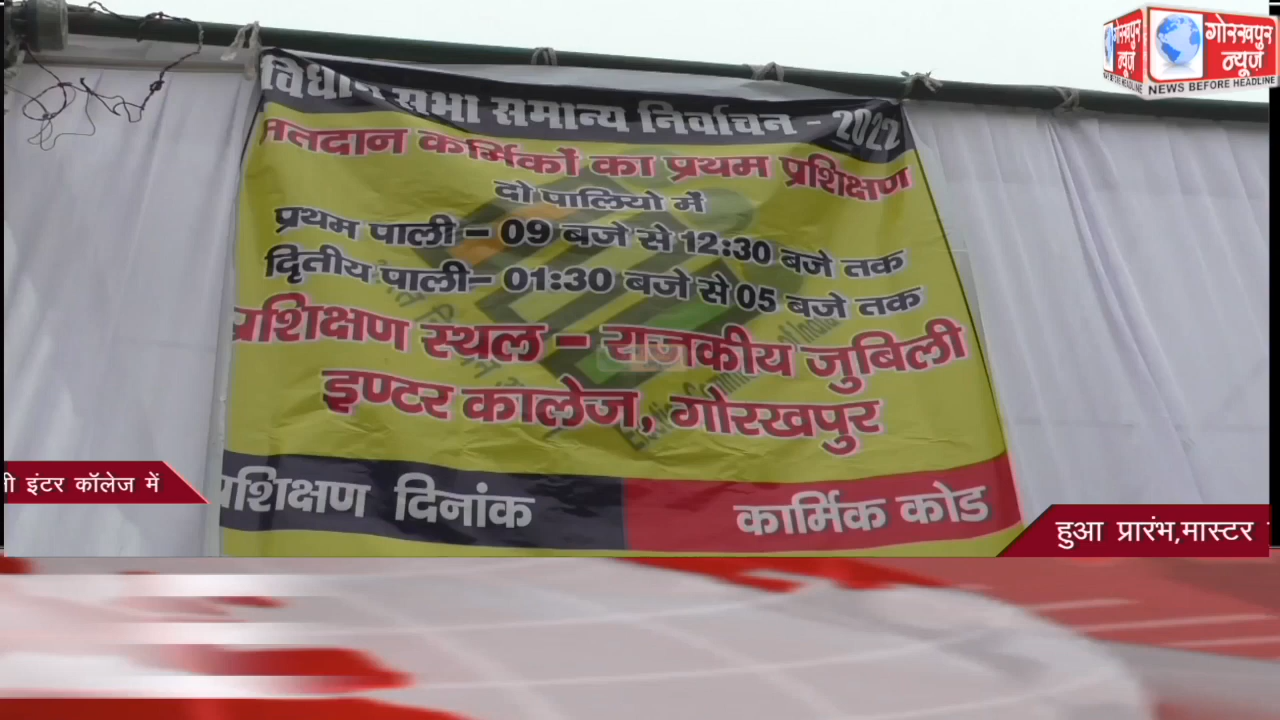 गोरखपुर न्यूज
गोरखपुर न्यूज
NEWS BEFORE HEADLINE
विधान सभा समान्य निर्वाचन - 2022
मतदान कर्मिकों का प्रथम प्रशिक्षण
दो पालियो में
प्रथम पाली - 09 बजे से 12:30 बजे तक
द्वितीय पाली- 01:30 बजे से 05 बजे तक
प्रशिक्षण स्थल - राजकीय जुबिली
इण्टर कालेज, गोरखपुर
प्रशिक्षण दिनांक
कार्मिक कोड
इंटर कॉलेज में
हुआ प्रारंभ,मास्टर